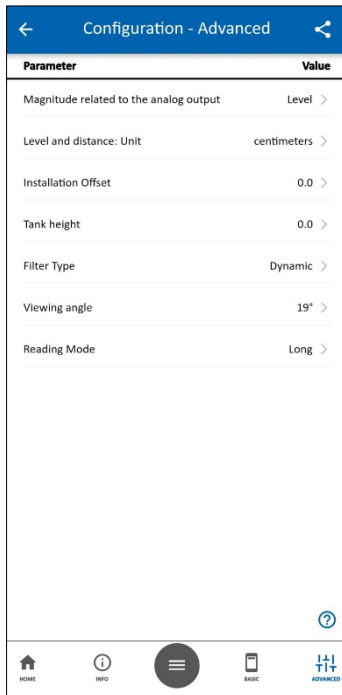 Configuration - Advanced
Parameter Value
Magnitude related to the analog output Level
Level and distance: Unit centimeters
Installation Offset 0.0
Tank height 0.0
Filter Type Dynamic
Viewing angle 19°
Reading Mode Long
HOME INFO BASIC ADVANCED